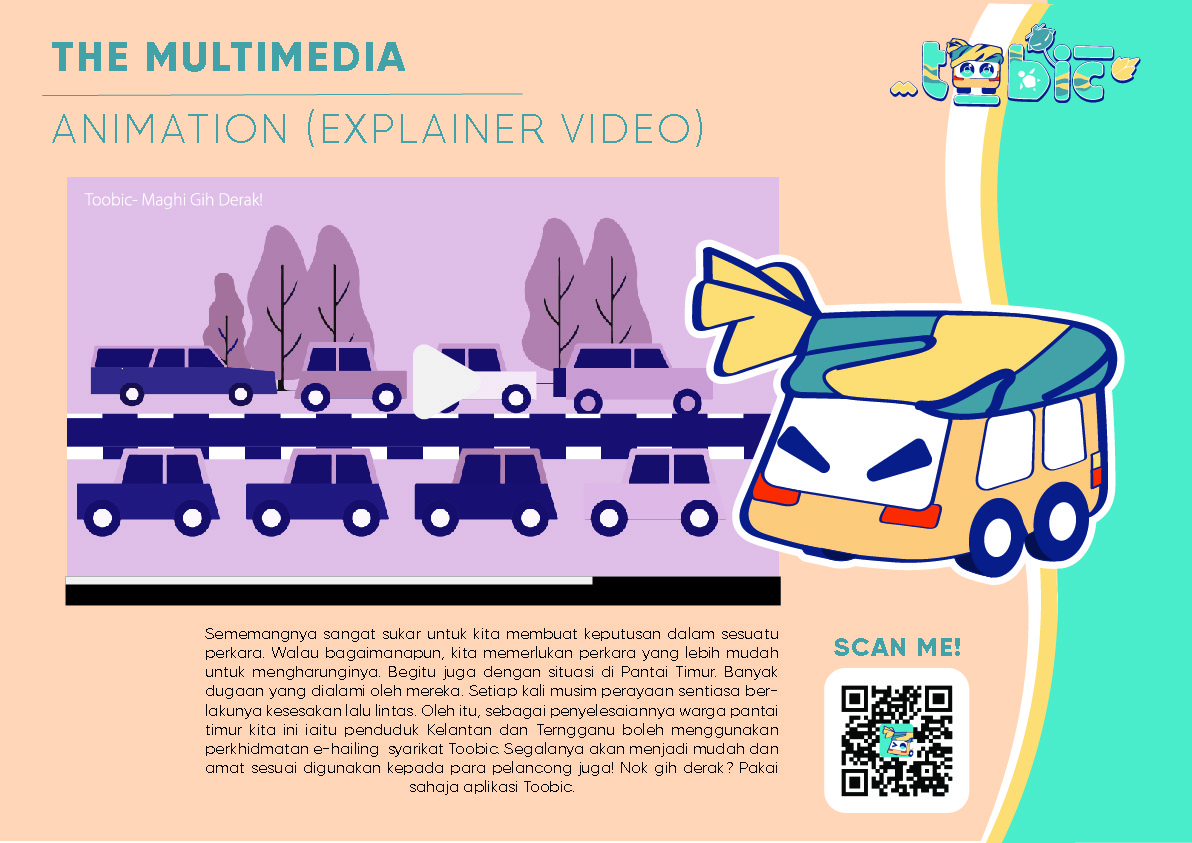 THE MULTIMEDIA
toobic
ANIMATION (EXPLAINER VIDEO)
Toobic- Maghi Gih Derak!
Sememangnya sangat sukar untuk kita membuat keputusan dalam sesuatu
perkara. Walau bagaimanapun, kita memerlukan perkara yang lebih mudah
untuk mengharunginya. Begitu juga dengan situasi di Pantai Timur. Banyak
dugaan yang dialami oleh mereka. Setiap kali musim perayaan sentiasa ber-
lakunya kesesakan lalu lintas. Oleh itu, sebagai penyelesaiannya warga pantai
timur kita ini iaitu penduduk Kelantan dan Terngganu boleh menggunakan
perkhidmatan e-hailing syarikat Toobic. Segalanya akan menjadi mudah dan
amat sesuai digunakan kepada para pelancong juga! Nok gih derak? Pakai
sahaja aplikasi Toobic.
SCAN ME!